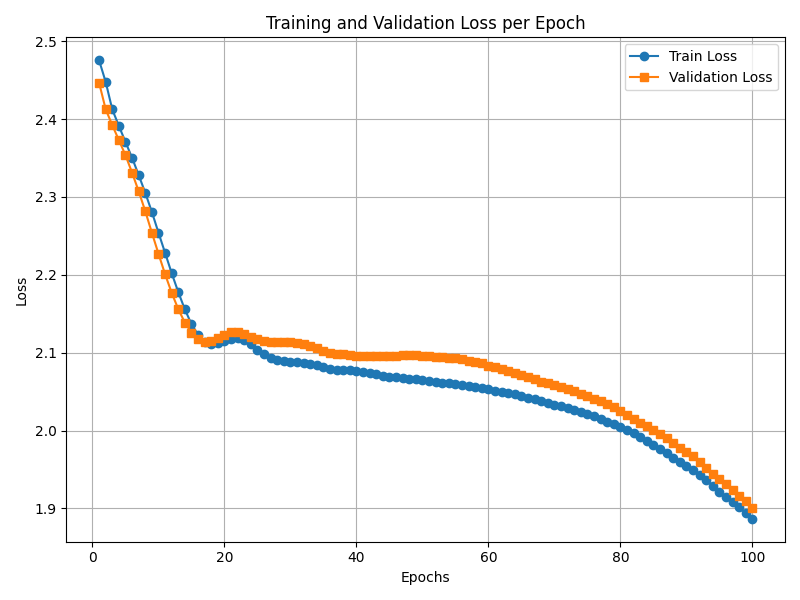 Training and Validation Loss per Epoch
Train Loss
Validation Loss
2.5
2.4
2.3
2.2
2.1
2.0
1.9
Loss
0 20 40 60 80 100
Epochs